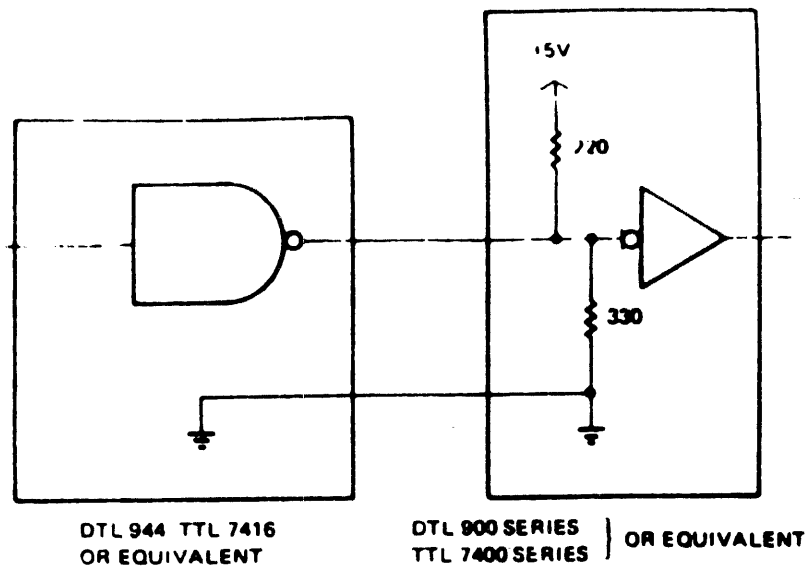 +5V
220
330
DTL 944 TTL 7416
OR EQUIVALENT
DTL 900 SERIES
TTL 7400 SERIES
OR EQUIVALENT